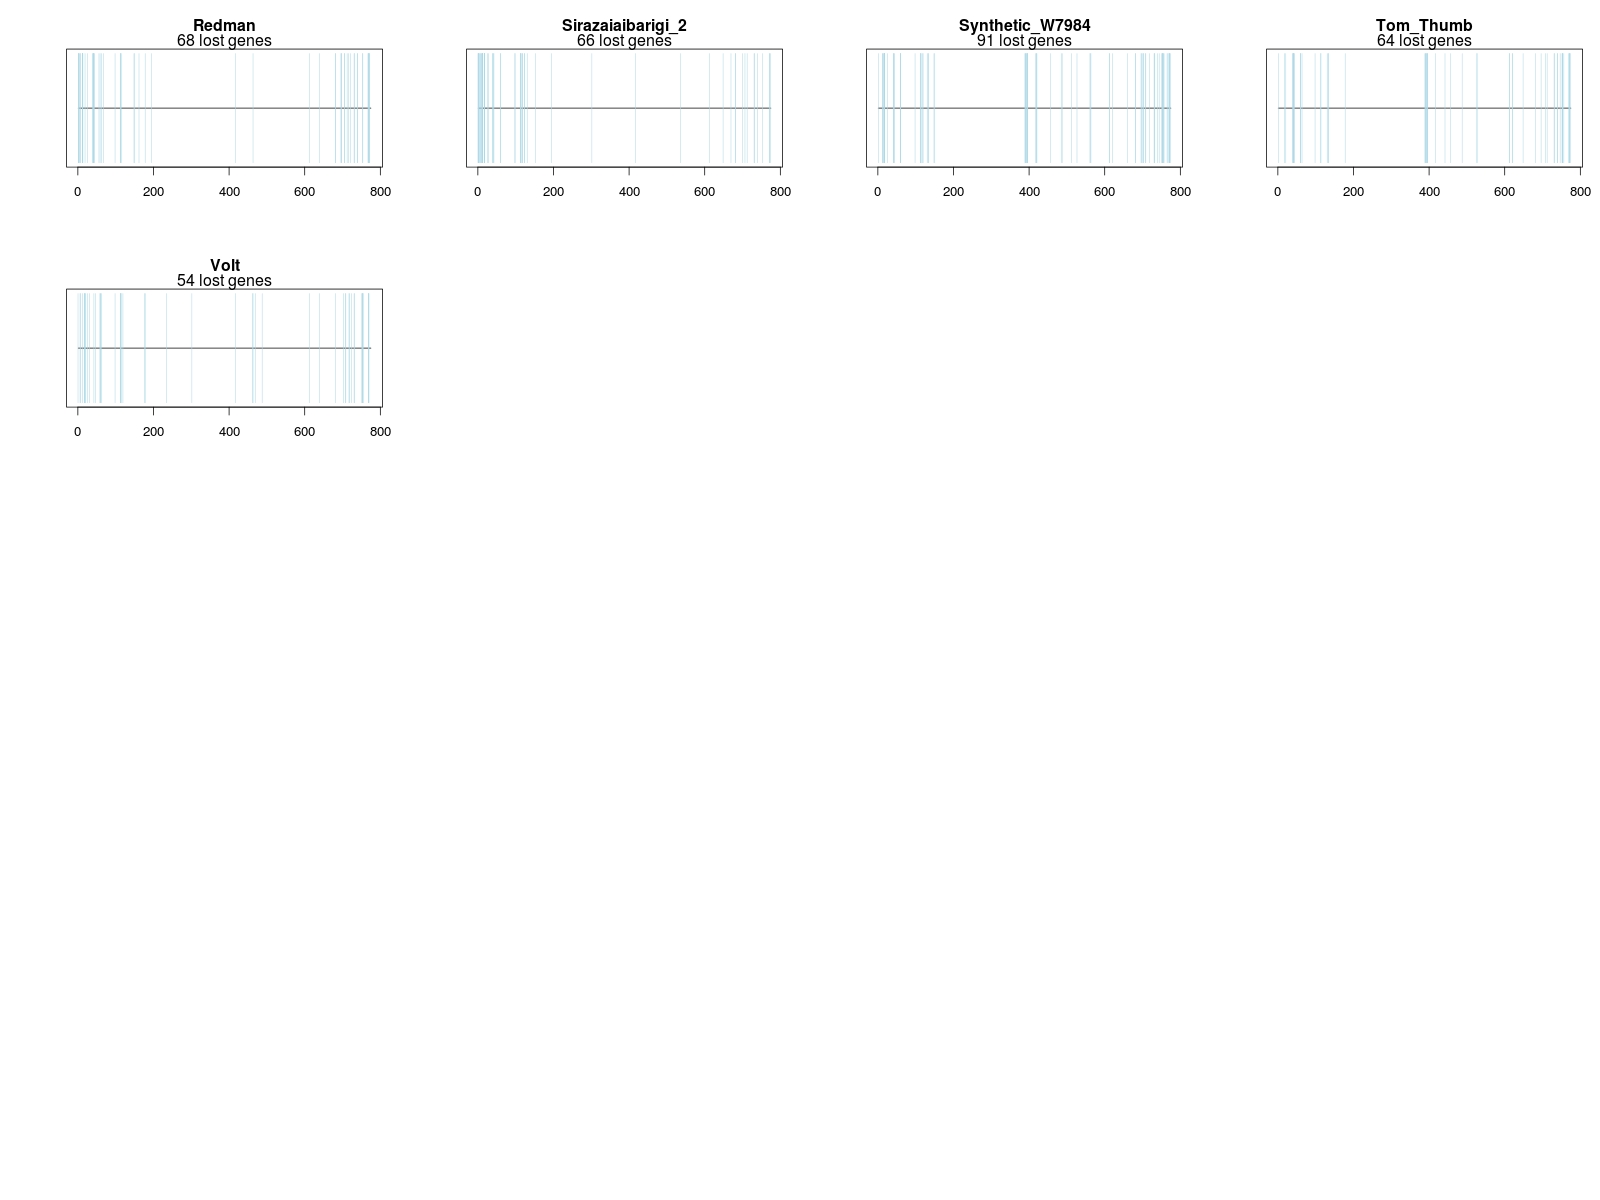 Redman
68 lost genes
0 200 400 600 800
Sirazaiaibarigi_2
66 lost genes
0 200 400 600 800
Synthetic_W7984
91 lost genes
0 200 400 600 800
Tom_Thumb
64 lost genes
0 200 400 600 800
Volt
54 lost genes
0 200 400 600 800